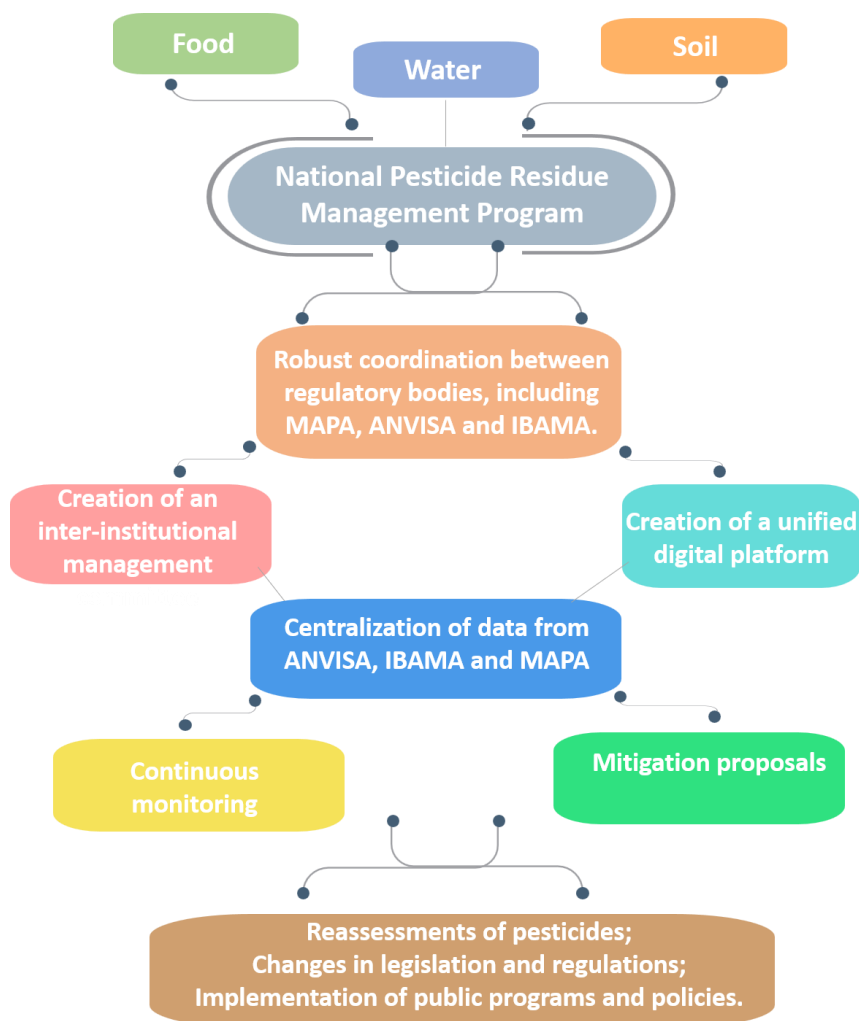 Food
Water
Soil
National Pesticide Residue
Management Program
Robust coordination between
regulatory bodies, including
MAPA, ANVISA and IBAMA.
Creation of an
inter-institutional
management
Creation of a unified
digital platform
Centralization of data from
ANVISA, IBAMA and MAPA
Continuous
monitoring
Mitigation proposals
Reassessments of pesticides;
Changes in legislation and regulations;
Implementation of public programs and policies.